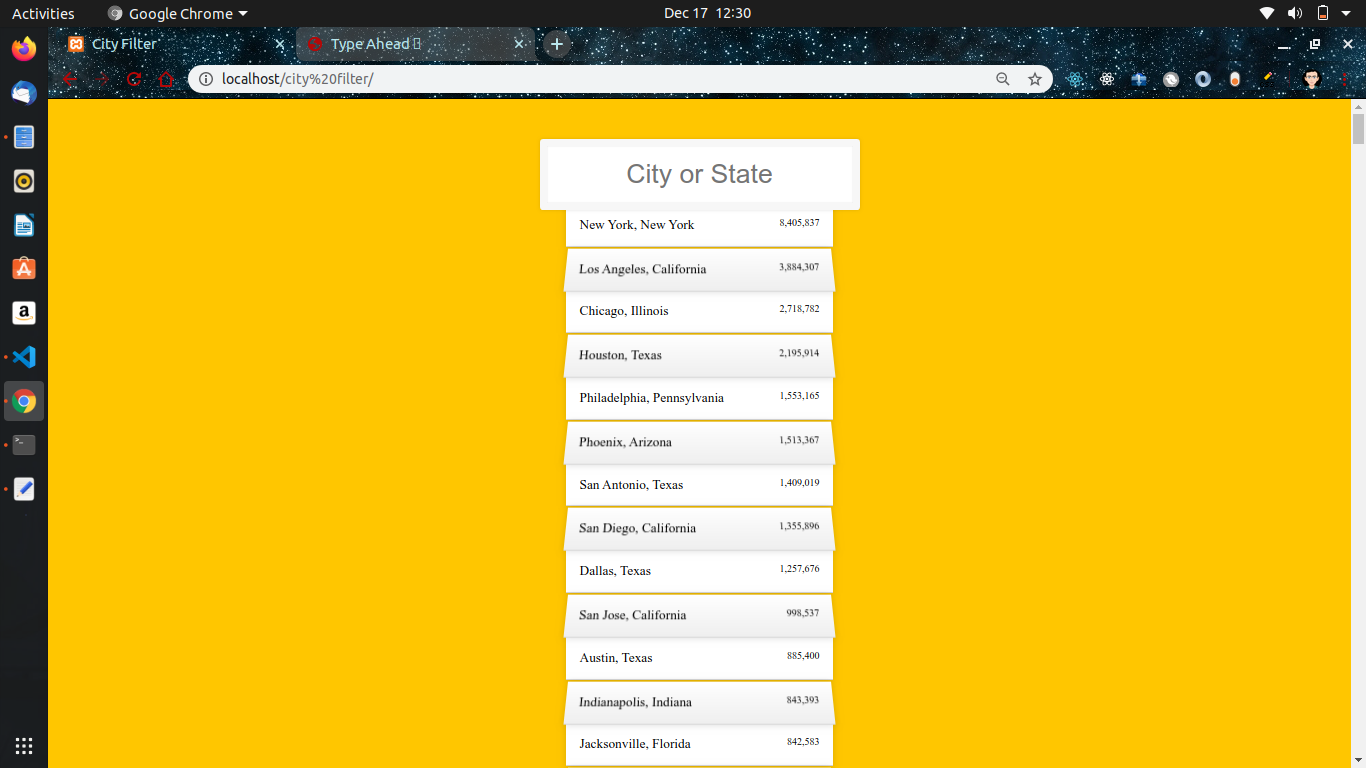 Activities Google Chrome Dec 17 12:30
City Filter Type Ahead
localhost/city%20filter/
City or State
New York, New York 8,405,837
Los Angeles, California 3,884,307
Chicago, Illinois 2,718,782
Houston, Texas 2,195,914
Philadelphia, Pennsylvania 1,553,165
Phoenix, Arizona 1,513,367
San Antonio, Texas 1,409,019
San Diego, California 1,355,896
Dallas, Texas 1,257,676
San Jose, California 998,537
Austin, Texas 885,400
Indianapolis, Indiana 843,393
Jacksonville, Florida 842,583